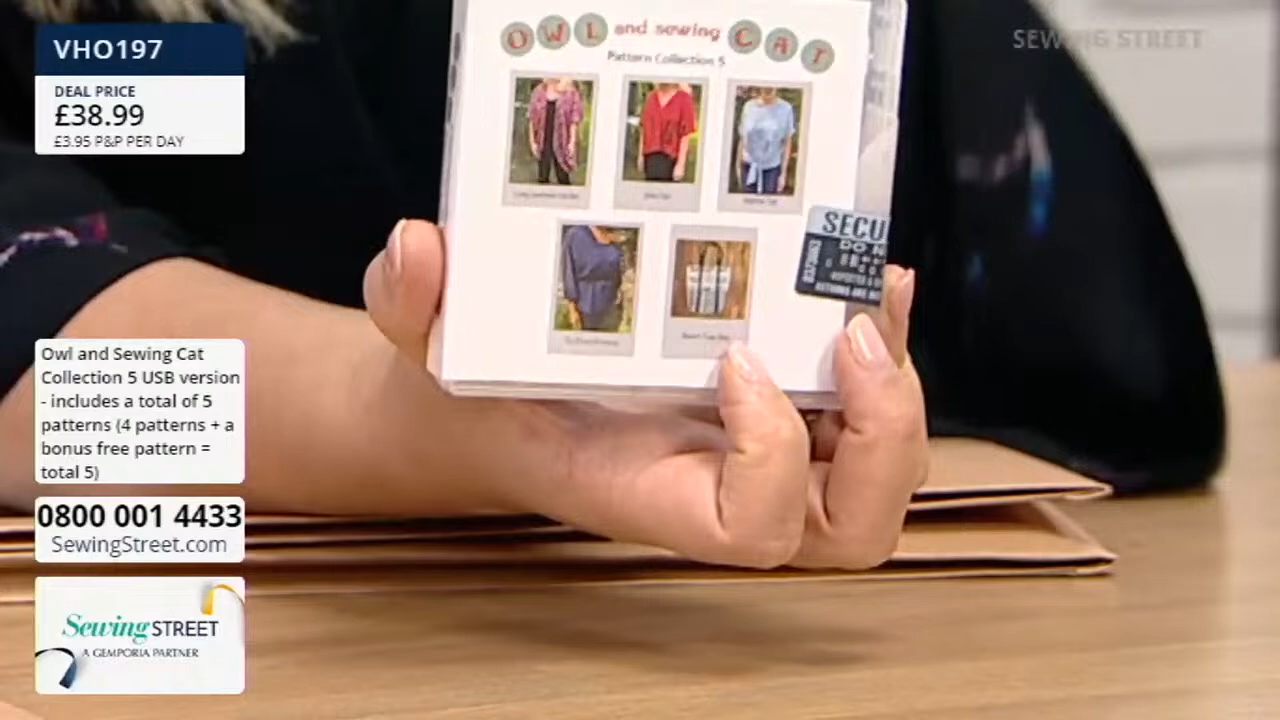 VHO197
DEAL PRICE
£38.99
£3.95 P&P PER DAY
Owl and Sewing Cat
Collection 5 USB version
- includes a total of 5
patterns (4 patterns + a
bonus free pattern =
total 5)
0800 001 4433
SewingStreet.com
Sewing STREET
A GEMPORIA PARTNER
SEWING STREET
OWL and sewing CAT
Pattern Collection 5
SECU
DO N